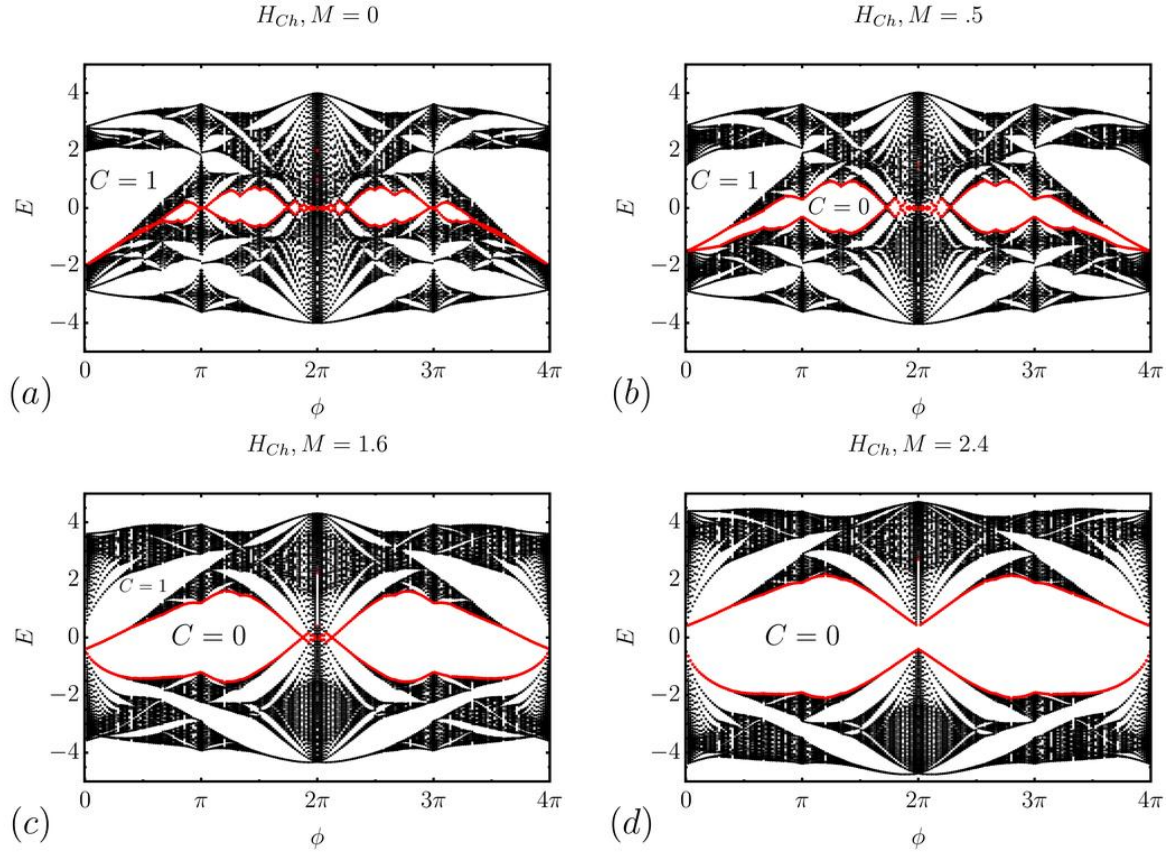 H_{Ch}, M = 0
4
2
0
−2
−4
E
C = 1
0
π
2π
3π
4π
ϕ
(a)
H_{Ch}, M = .5
4
2
0
−2
−4
E
C = 1
C = 0
0
π
2π
3π
4π
ϕ
(b)
H_{Ch}, M = 1.6
4
2
0
−2
−4
E
C = 1
C = 0
0
π
2π
3π
4π
ϕ
(c)
H_{Ch}, M = 2.4
4
2
0
−2
−4
E
C = 0
0
π
2π
3π
4π
ϕ
(d)